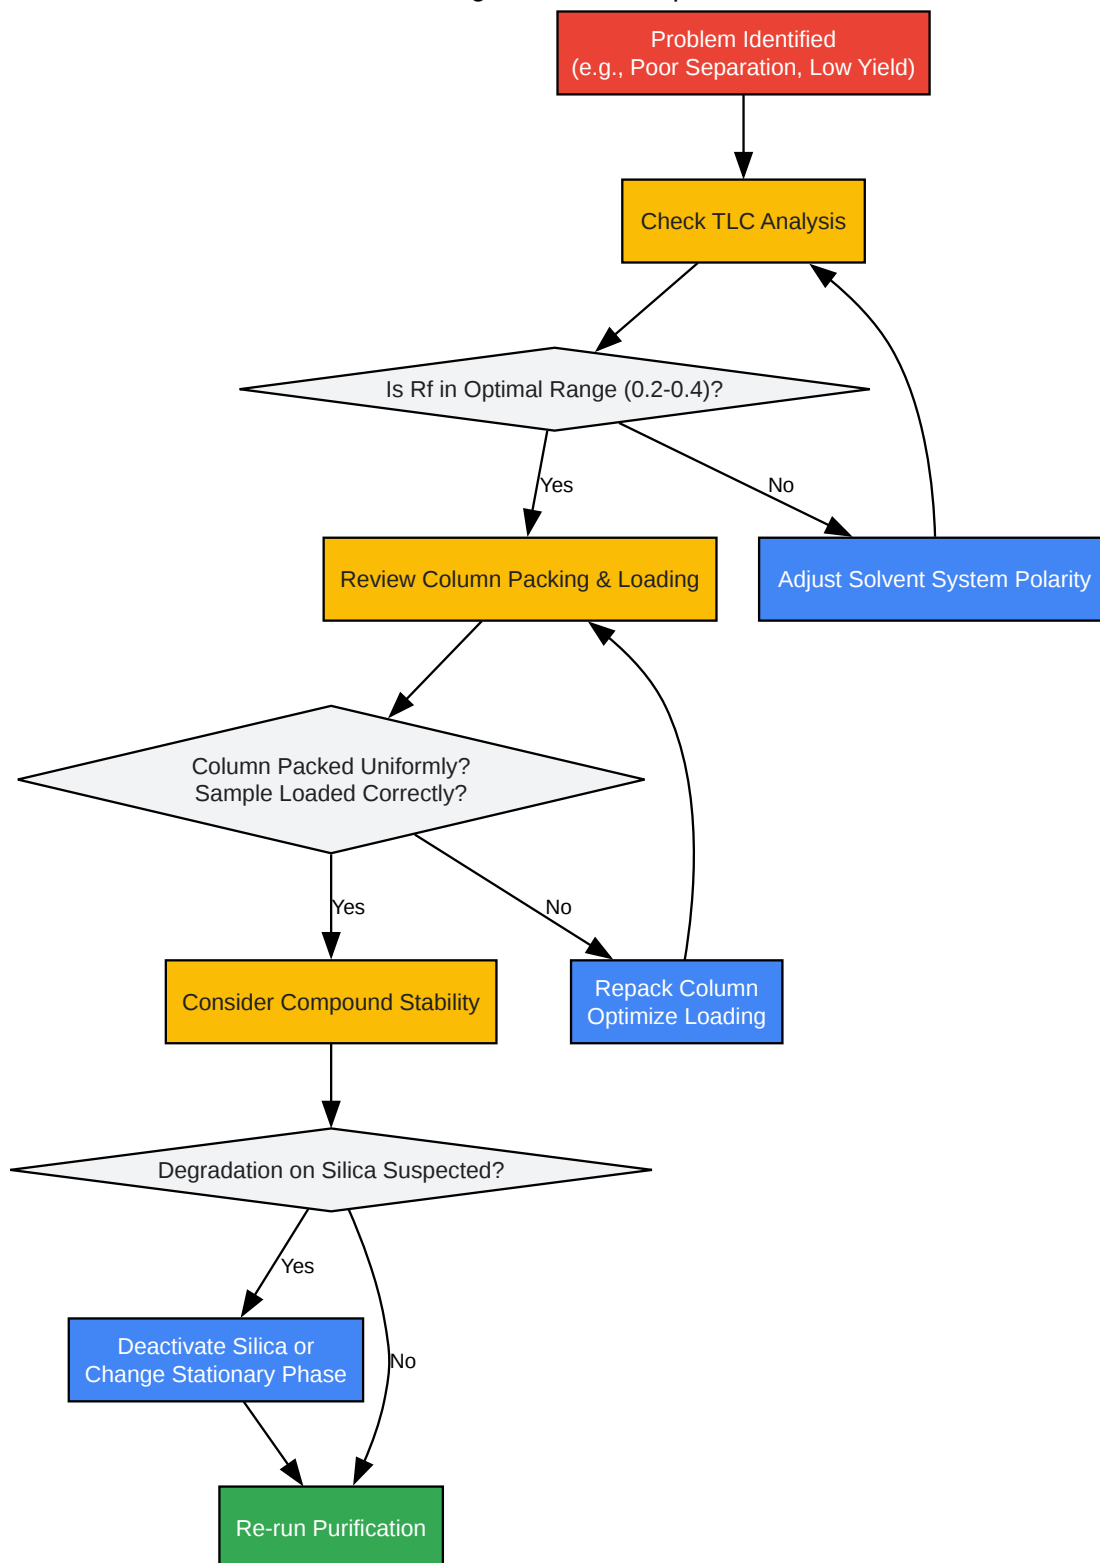 Problem Identified
(e.g., Poor Separation, Low Yield)
Check TLC Analysis
Is Rf in Optimal Range (0.2-0.4)?
Yes
No
Review Column Packing & Loading
Adjust Solvent System Polarity
Column Packed Uniformly?
Sample Loaded Correctly?
Yes
No
Consider Compound Stability
Repack Column
Optimize Loading
Degradation on Silica Suspected?
Yes
No
Deactivate Silica or
Change Stationary Phase
Re-run Purification